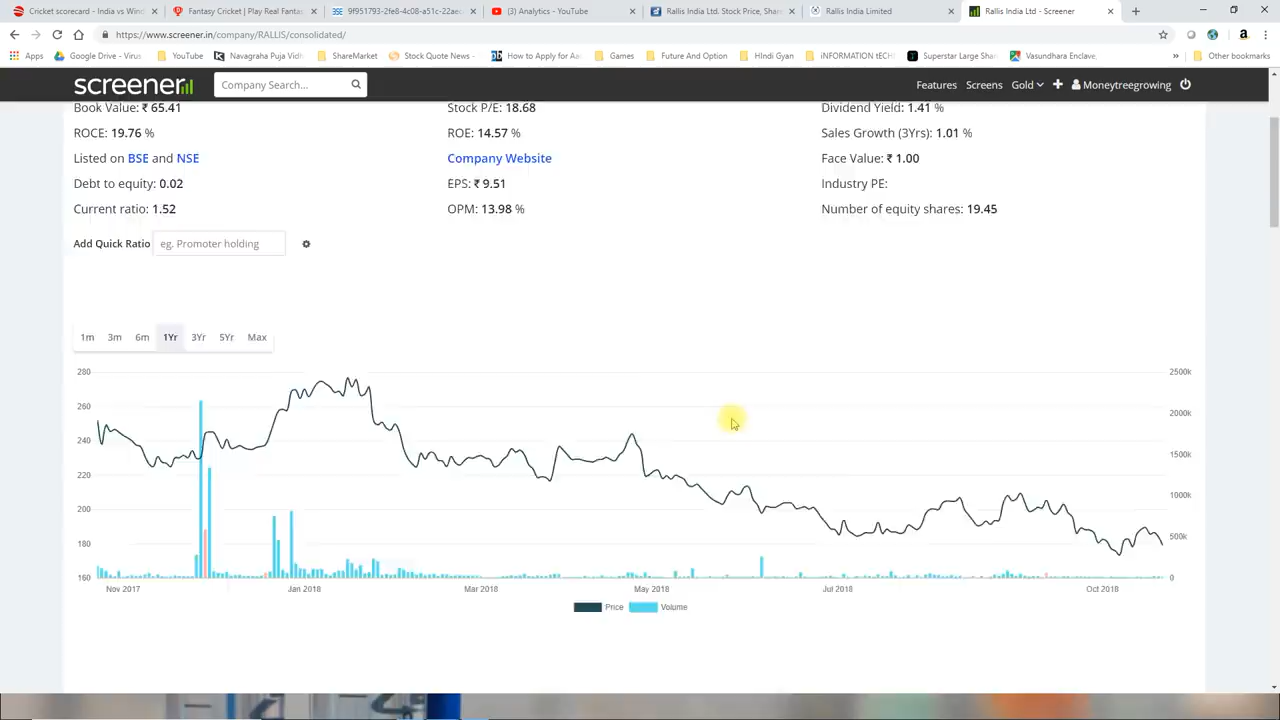 Cricket scorecard - India vs Wind
Fantasy Cricket | Play Real Fantas
9f951793-2fe8-4c08-a51c-22aec
(3) Analytics - YouTube
Rallis India Ltd. Stock Price, Share
Rallis India Limited
Rallis India Ltd - Screener
https://www.screener.in/company/RALLIS/consolidated/
Apps
Google Drive - Virus
YouTube
Navagraha Puja Vidh
ShareMarket
Stock Quote News -
How to Apply for Aa
Games
Future And Option
HIndi Gyan
iNFORMATION tECH
Superstar Large Shar
Vasundhara Enclave,
»
Other bookmarks
screener
Company Search...
Features
Screens
Gold
Moneytreegrowing
Book Value: ₹ 65.41
Stock P/E: 18.68
Dividend Yield: 1.41 %
ROCE: 19.76 %
ROE: 14.57 %
Sales Growth (3Yrs): 1.01 %
Listed on BSE and NSE
Company Website
Face Value: ₹ 1.00
Debt to equity: 0.02
EPS: ₹ 9.51
Industry PE:
Current ratio: 1.52
OPM: 13.98 %
Number of equity shares: 19.45
Add Quick Ratio
eg. Promoter holding
1m 3m 6m 1Yr 3Yr 5Yr Max
280
2500k
260
2000k
240
1500k
220
1000k
200
500k
180
160
0
Nov 2017
Jan 2018
Mar 2018
May 2018
Jul 2018
Oct 2018
Price
Volume